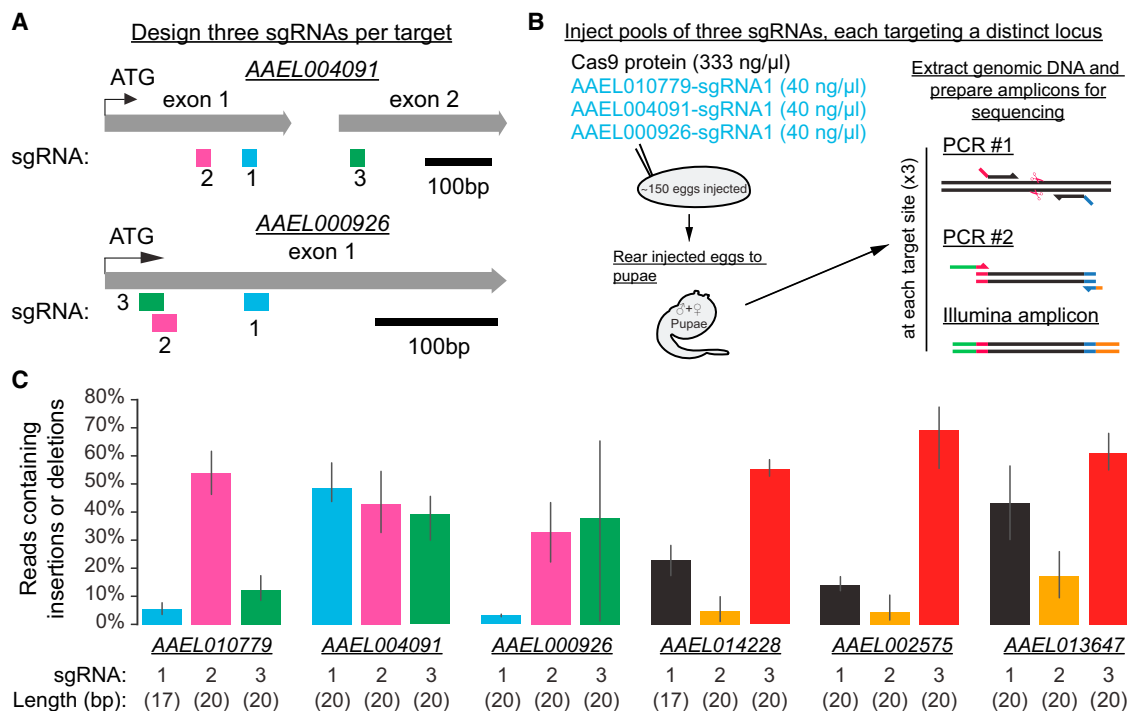 A
Design three sgRNAs per target
AAEL004091
ATG
exon 1
exon 2
sgRNA:
2
1
3
100bp
AAEL000926
ATG
exon 1
sgRNA:
3
2
1
100bp
B
Inject pools of three sgRNAs, each targeting a distinct locus
Cas9 protein (333 ng/µl)
AAEL010779-sgRNA1 (40 ng/µl)
AAEL004091-sgRNA1 (40 ng/µl)
AAEL000926-sgRNA1 (40 ng/µl)
~150 eggs injected
Rear injected eggs to
pupae
♂+♀
Pupae
Extract genomic DNA and
prepare amplicons for
sequencing
at each target site (x3)
PCR #1
PCR #2
Illumina amplicon
C
Reads containing
insertions or deletions
80%
70%
60%
50%
40%
30%
20%
10%
0%
AAEL010779 AAEL004091 AAEL000926 AAEL014228 AAEL002575 AAEL013647
sgRNA: 1 2 3 1 2 3 1 2 3 1 2 3 1 2 3 1 2 3
Length (bp): (17) (20) (20) (20) (20) (20) (20) (20) (20) (17) (20) (20) (20) (20) (20) (20) (20) (20)